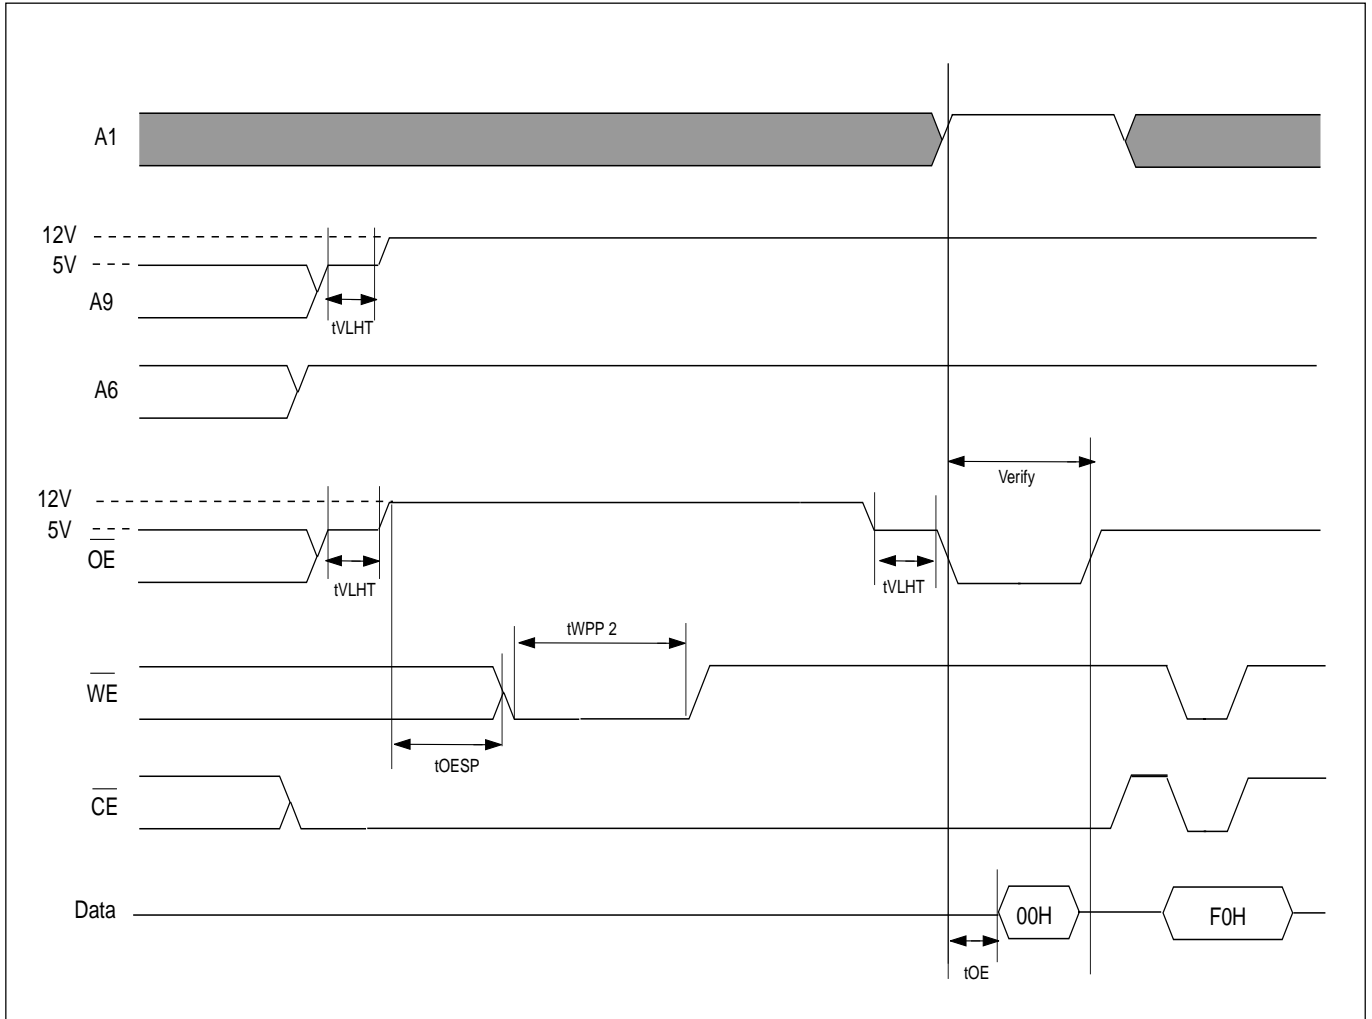 A1
12V
5V
A9
tVLHT
A6
Verify
12V
5V
OE
tVLHT
tVLHT
tWPP 2
WE
tOESP
CE
Data
00H
F0H
tOE